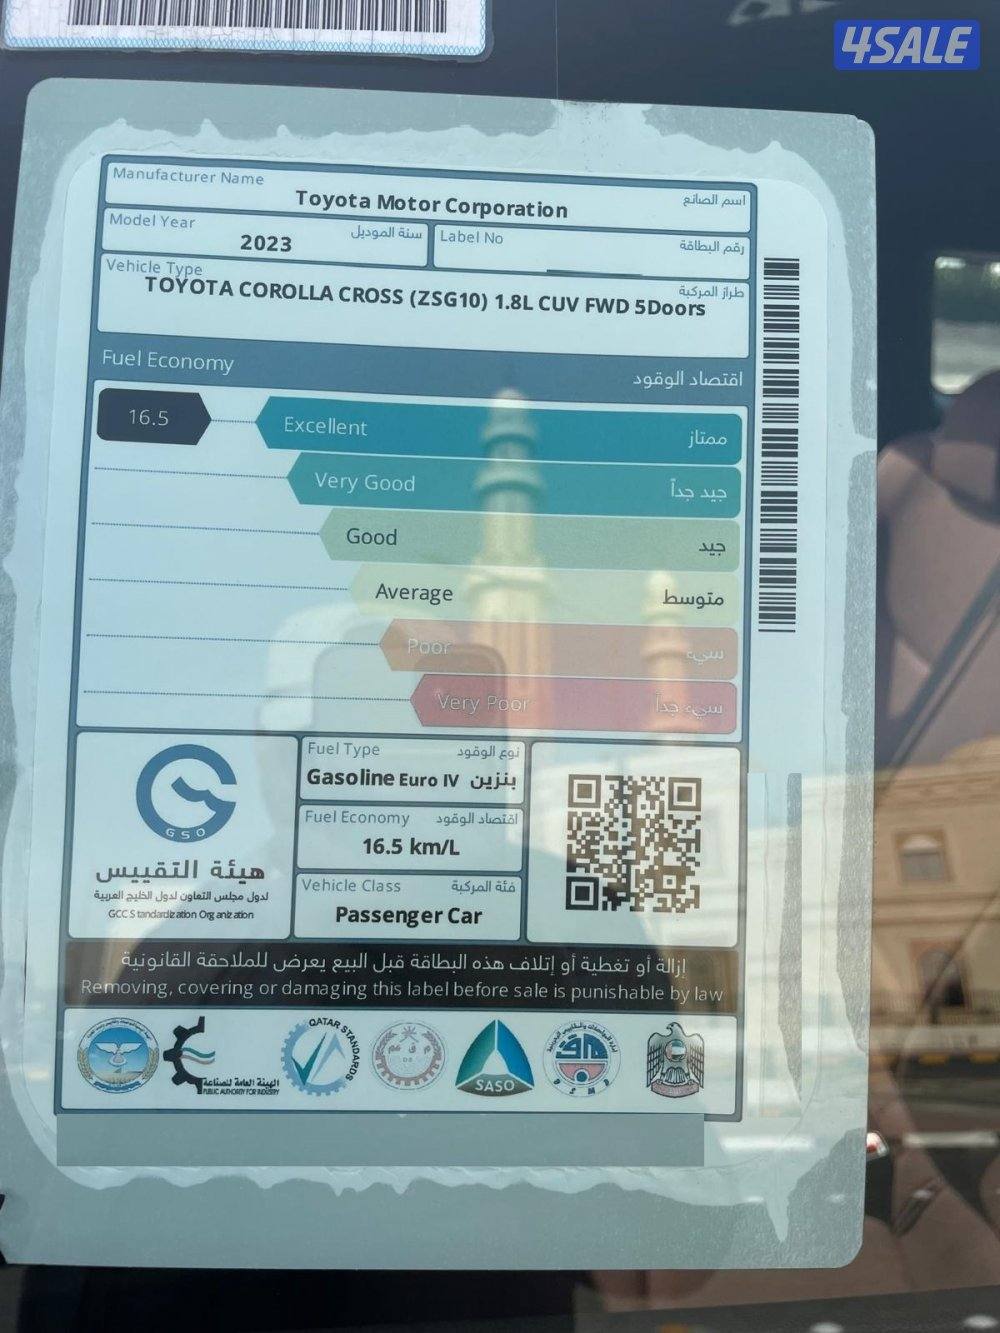 4SALE
Manufacturer Name اسم الصانع
Toyota Motor Corporation
Model Year سنة الموديل
2023
Label No رقم البطاقة
Vehicle Type طراز المركبة
TOYOTA COROLLA CROSS (ZSG10) 1.8L CUV FWD 5Doors
Fuel Economy اقتصاد الوقود
16.5 Excellent ممتاز
Very Good جيد جداً
Good جيد
Average متوسط
Poor سيء
Very Poor سيء جداً
GSO
هيئة التقييس
لدول مجلس التعاون لدول الخليج العربية
GCC Standardization Organization
Fuel Type نوع الوقود
Gasoline Euro IV بنزين
Fuel Economy اقتصاد الوقود
16.5 km/L
Vehicle Class فئة المركبة
Passenger Car
إزالة أو تغطية أو إتلاف هذه البطاقة قبل البيع يعرض للملاحقة القانونية
Removing, covering or damaging this label before sale is punishable by law
الهيئة العامة للصناعة
PUBLIC AUTHORITY FOR INDUSTRY
QATAR STANDARDS
SASO